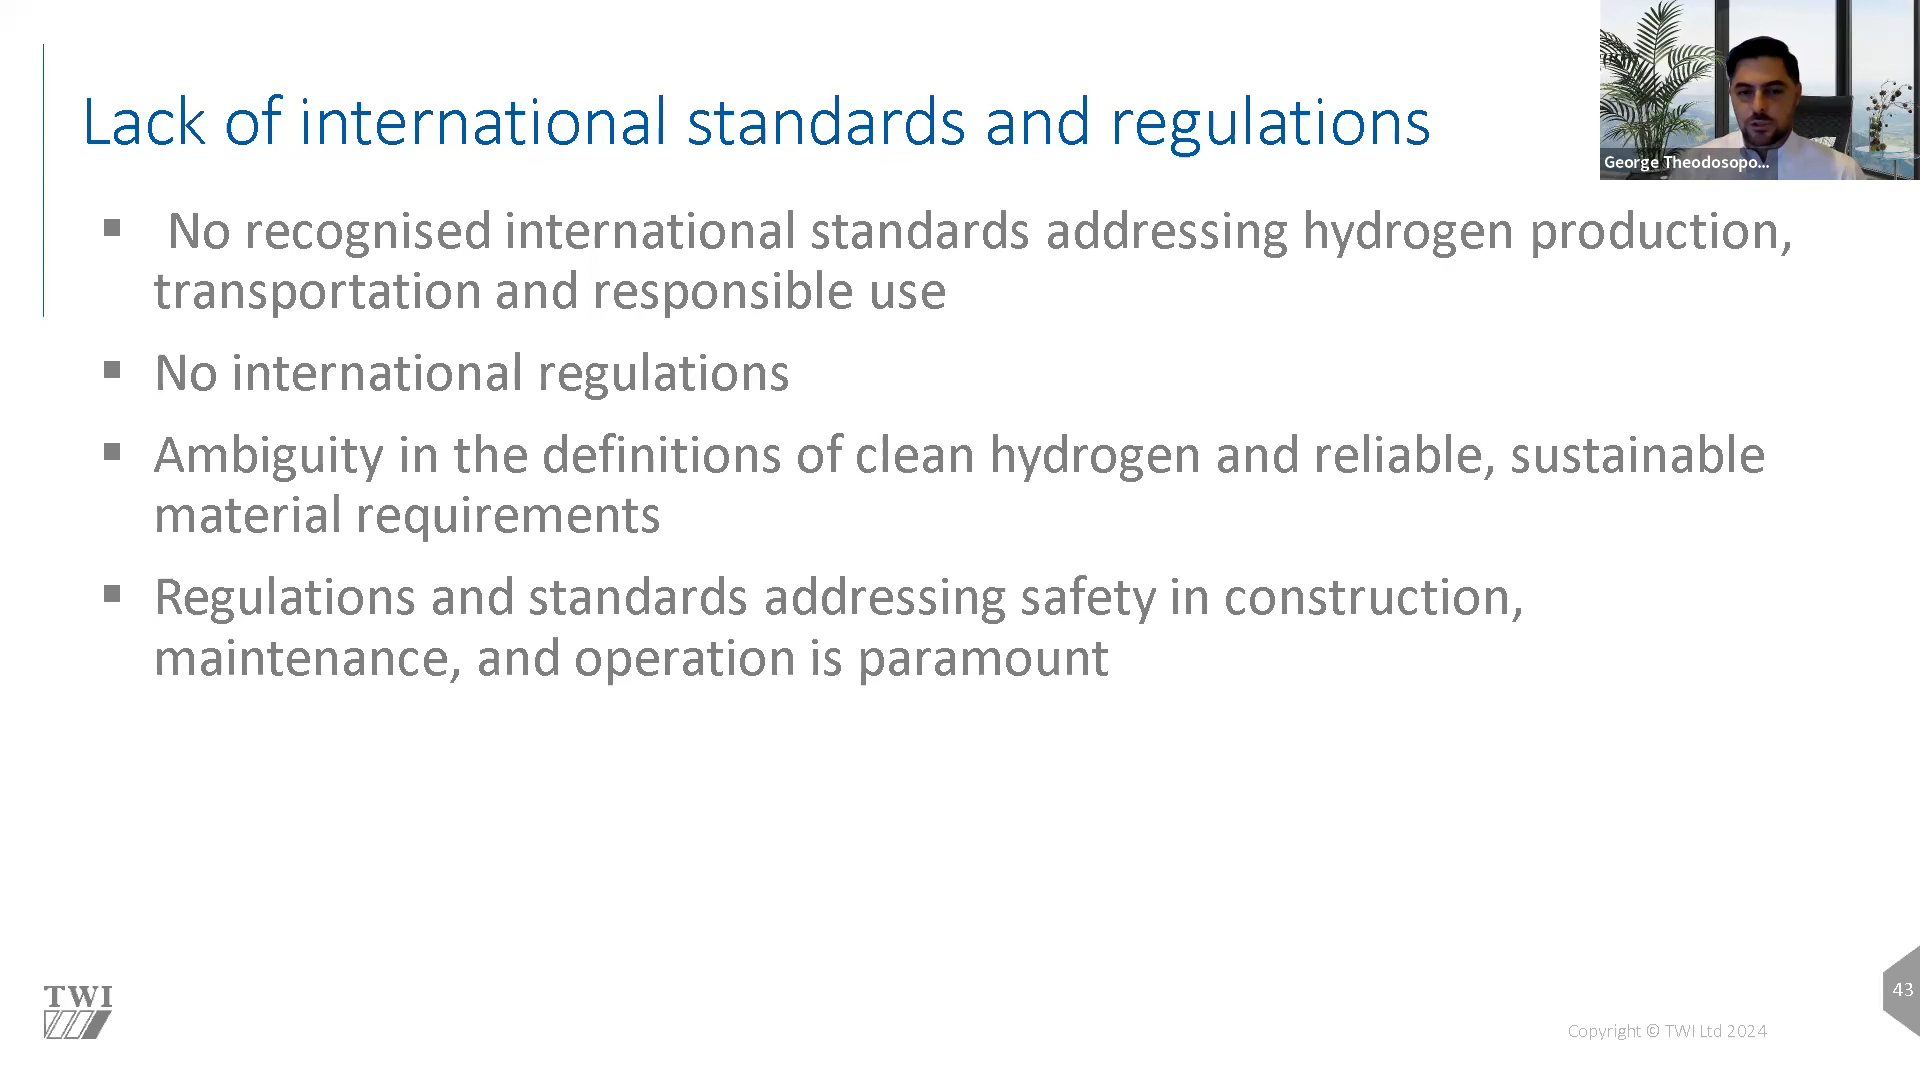 Lack of international standards and regulations
George Theodosopo...
▪ No recognised international standards addressing hydrogen production,
transportation and responsible use
▪ No international regulations
▪ Ambiguity in the definitions of clean hydrogen and reliable, sustainable
material requirements
▪ Regulations and standards addressing safety in construction,
maintenance, and operation is paramount
TWI
43
Copyright © TWI Ltd 2024